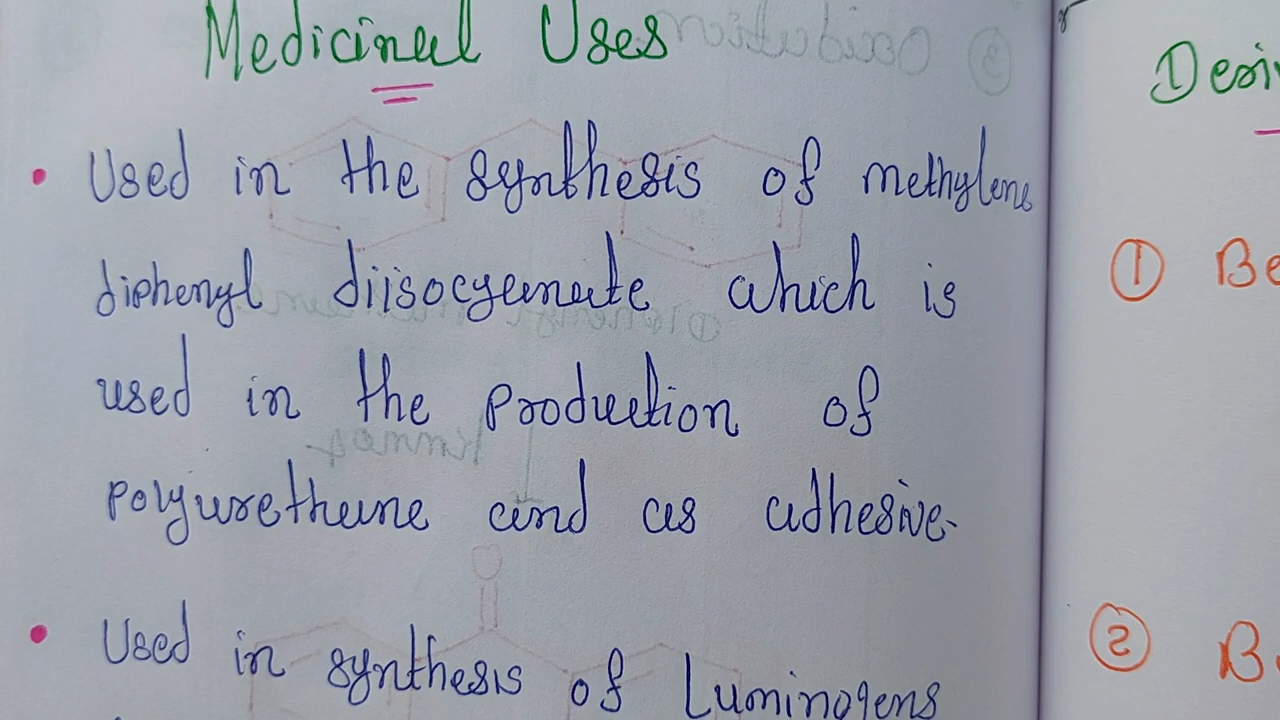 Medicinal Uses
• Used in the synthesis of methylene
diphenyl diisocyanate which is
used in the production of
polyurethane and as adhesive.
• Used in synthesis of Luminogens
Deriv
① Be
② B